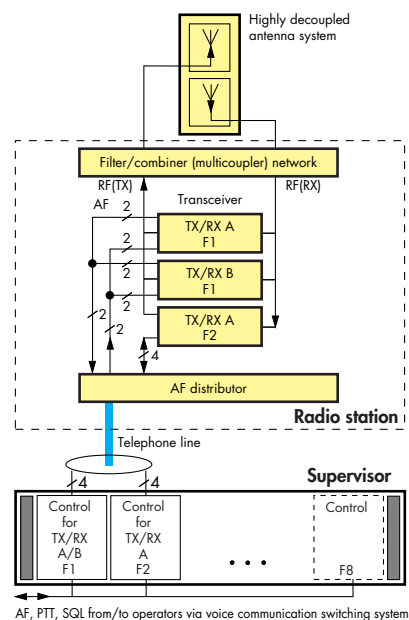 Highly decoupled
antenna system
Filter/combiner (multicoupler) network
RF(TX)
RF(RX)
AF
2
Transceiver
TX/RX A
F1
2
2
TX/RX B
F1
2
2
2
TX/RX A
F2
4
AF distributor
Radio station
Telephone line
Supervisor
4
4
Control
for
TX/RX
A/B
F1
Control
for
TX/RX
A
F2
...
Control
F8
AF, PTT, SQL from/to operators via voice communication switching system